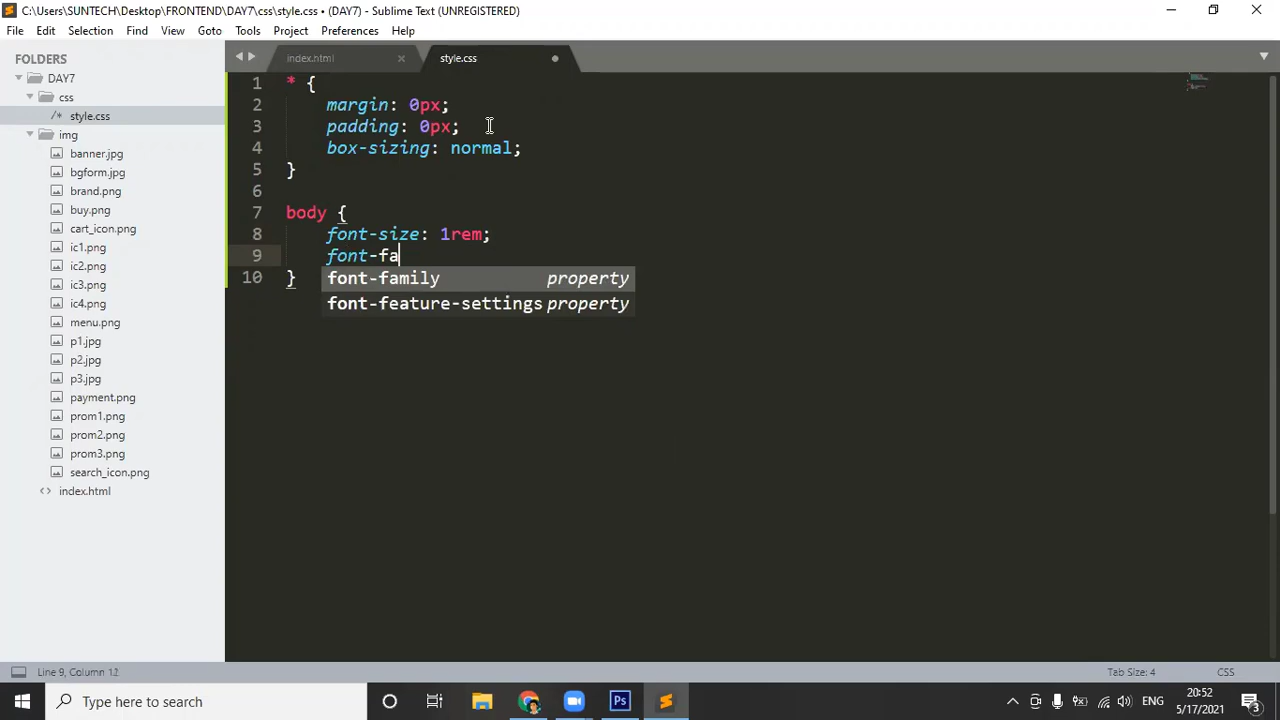 C:\Users\SUNTECH\Desktop\FRONTEND\DAY7\css\style.css • (DAY7) - Sublime Text (UNREGISTERED)
File Edit Selection Find View Goto Tools Project Preferences Help
FOLDERS
DAY7
css
/* style.css
img
banner.jpg
bgform.jpg
brand.png
buy.png
cart_icon.png
ic1.png
ic2.png
ic3.png
ic4.png
menu.png
p1.jpg
p2.jpg
p3.jpg
payment.png
prom1.png
prom2.png
prom3.png
search_icon.png
<> index.html
index.html × style.css
1 * {
2 margin: 0px;
3 padding: 0px;
4 box-sizing: normal;
5 }
6
7 body {
8 font-size: 1rem;
9 font-fa
10 }
font-family property
font-feature-settings property
Line 9, Column 12
Tab Size: 4 CSS
Type here to search
Ps
ENG
20:52
5/17/2021
3